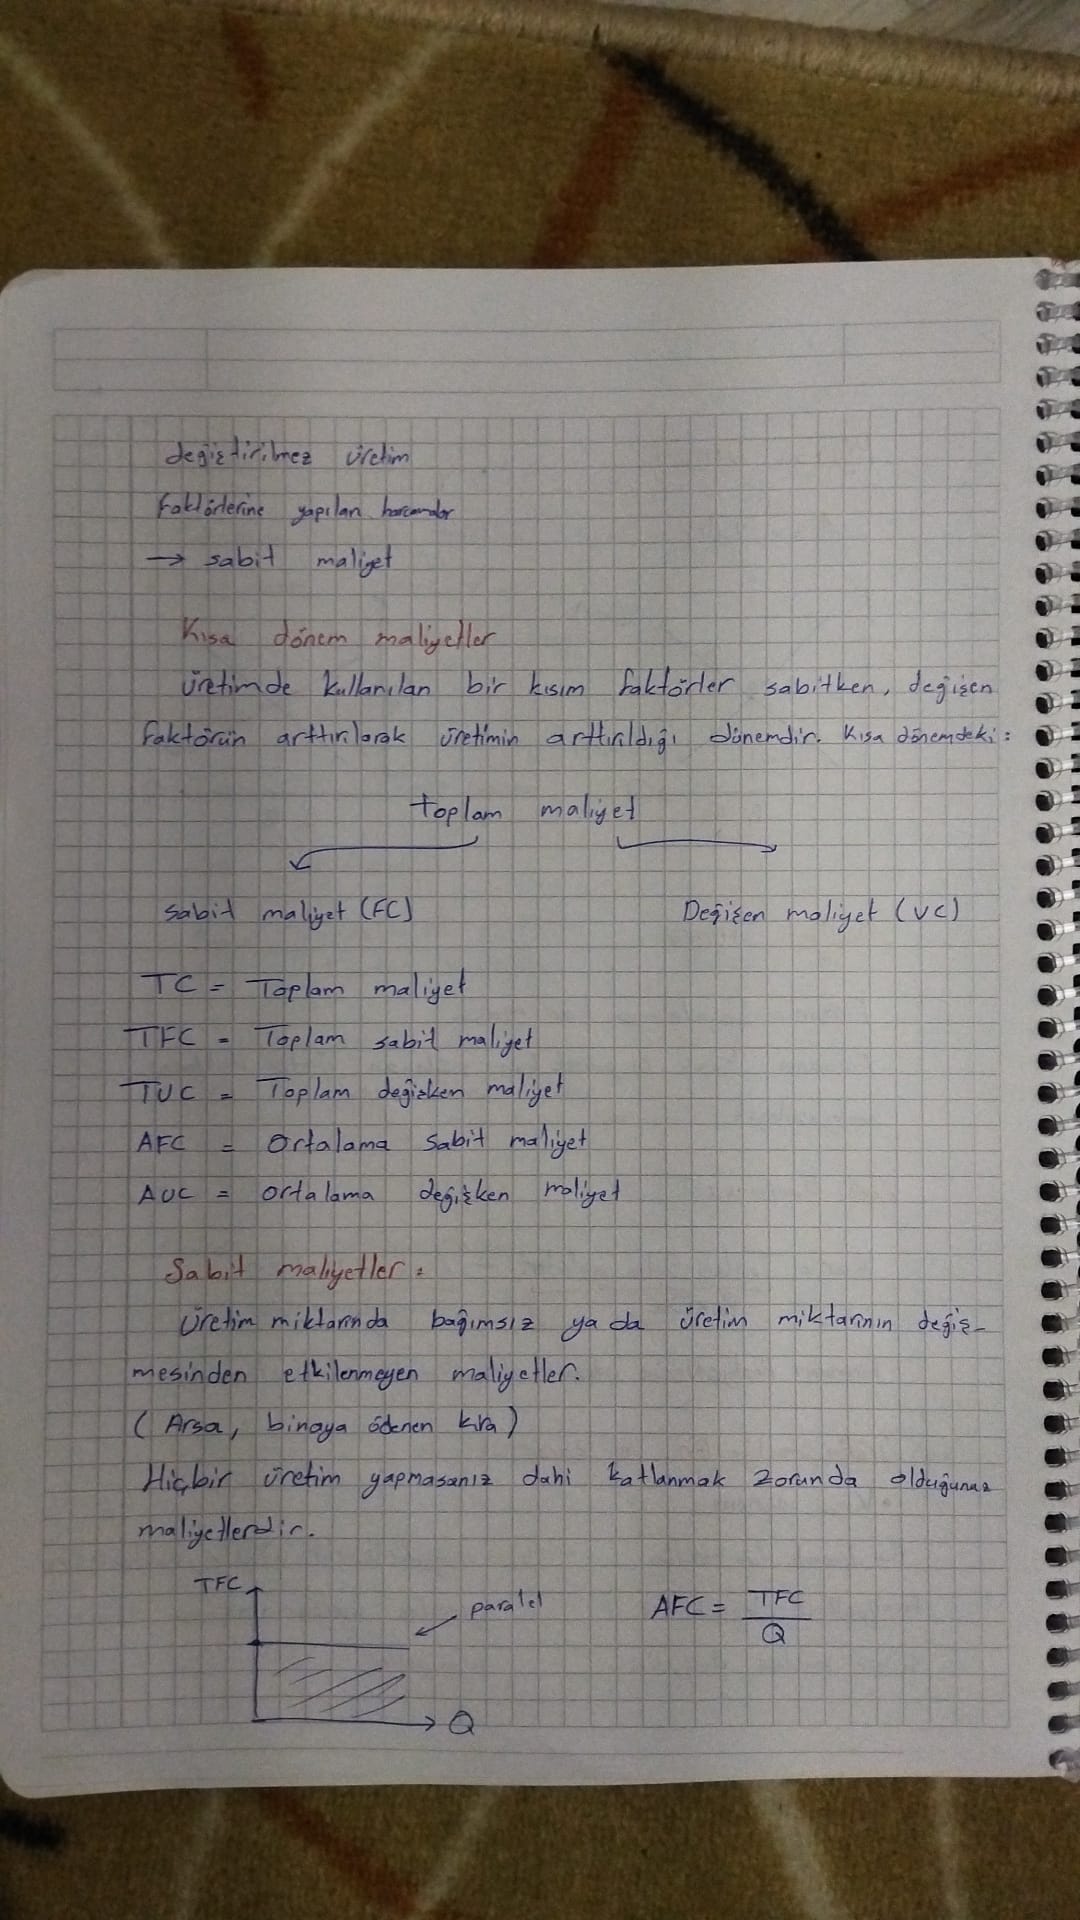 değiştirilmez üretim
faktörlerine yapılan harcamalar
→ sabit maliyet
Kısa dönem maliyetler
üretimde kullanılan bir kısım faktörler sabitken, değişen
faktörün arttırılarak üretimin arttırıldığı dönemdir. Kısa dönemdeki:
toplam maliyet
sabit maliyet (FC) Değişen maliyet (VC)
TC = Toplam maliyet
TFC = Toplam sabit maliyet
TVC = Toplam değişken maliyet
AFC = Ortalama sabit maliyet
AVC = ortalama değişken maliyet
Sabit maliyetler:
üretim miktarında bağımsız ya da üretim miktarının değiş-
mesinden etkilenmeyen maliyetler.
(Arsa, binaya ödenen kira)
Hiçbir üretim yapmasanız dahi katlanmak zorunda olduğunuz
maliyetlerdir.
TFC paralel AFC = TFC / Q
Q